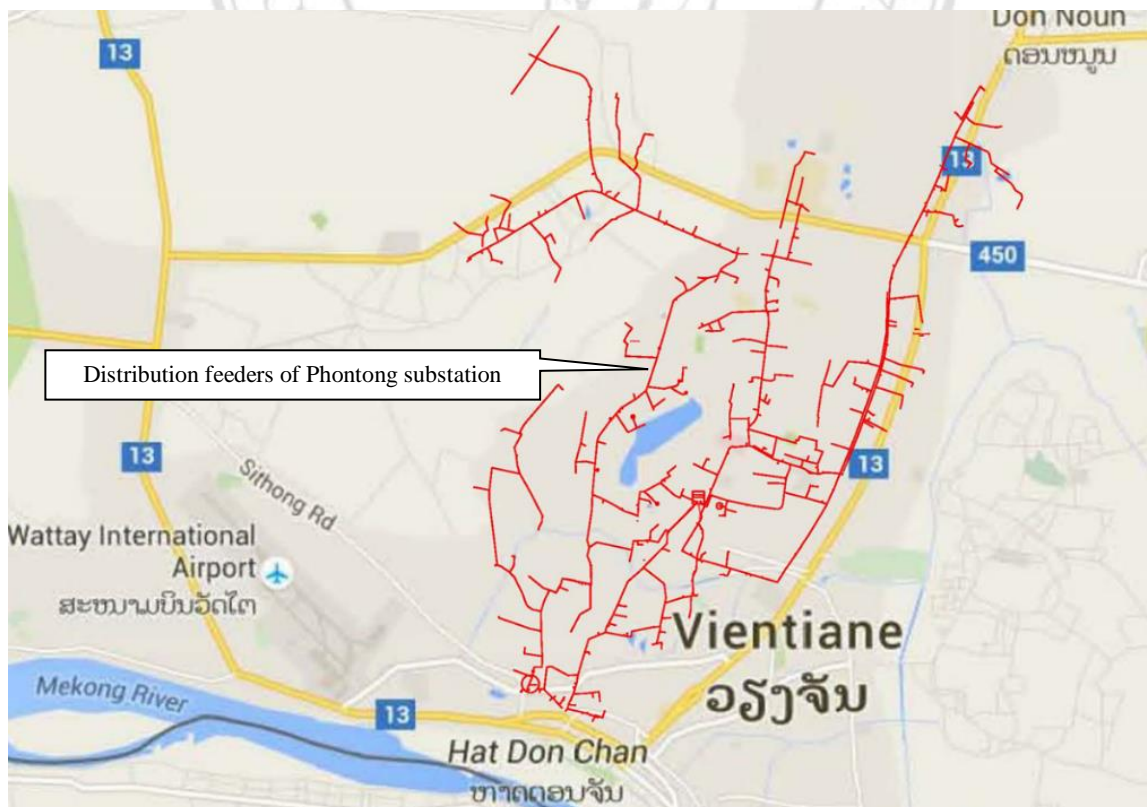 Don Noun
ດອນໜູນ
13
13
450
Distribution feeders of Phontong substation
13
13
Sithong Rd
Wattay International
Airport
ສະໜາມບິນວັດໄຕ
Vientiane
ວຽງຈັນ
Mekong River
13
Hat Don Chan
ຫາດດອນຈັນ